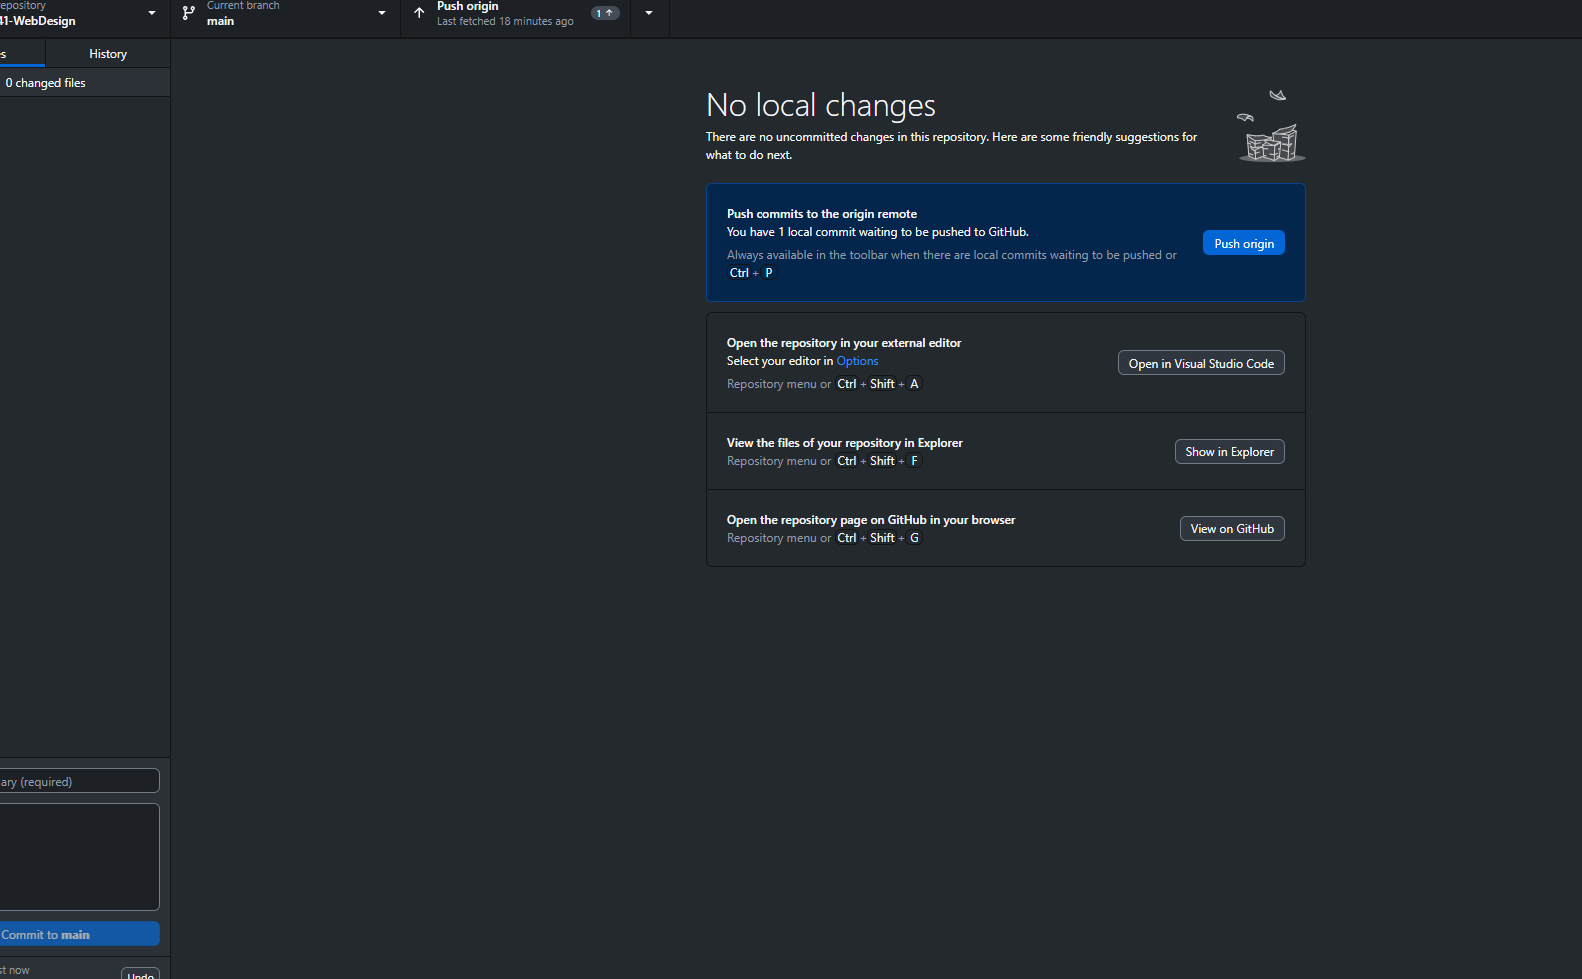 epository
41-WebDesign
Current branch
main
Push origin
Last fetched 18 minutes ago
1
s
History
0 changed files
No local changes
There are no uncommitted changes in this repository. Here are some friendly suggestions for
what to do next.
Push commits to the origin remote
You have 1 local commit waiting to be pushed to GitHub.
Always available in the toolbar when there are local commits waiting to be pushed or
Ctrl + P
Push origin
Open the repository in your external editor
Select your editor in Options
Repository menu or Ctrl + Shift + A
Open in Visual Studio Code
View the files of your repository in Explorer
Repository menu or Ctrl + Shift + F
Show in Explorer
Open the repository page on GitHub in your browser
Repository menu or Ctrl + Shift + G
View on GitHub
ary (required)
Commit to main
st now
Undo